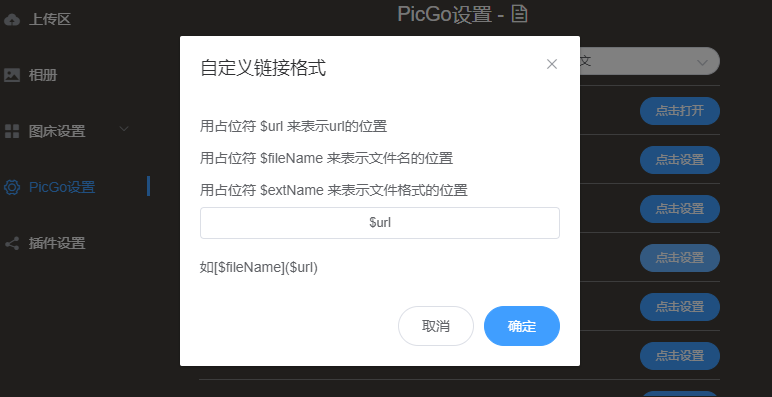 PicGo设置 -
上传区
相册
图床设置
PicGo设置
插件设置
文
点击打开
点击设置
点击设置
点击设置
点击设置
点击设置
自定义链接格式
用占位符 $url 来表示url的位置
用占位符 $fileName 来表示文件名的位置
用占位符 $extName 来表示文件格式的位置
$url
如[$fileName]($url)
取消
确定